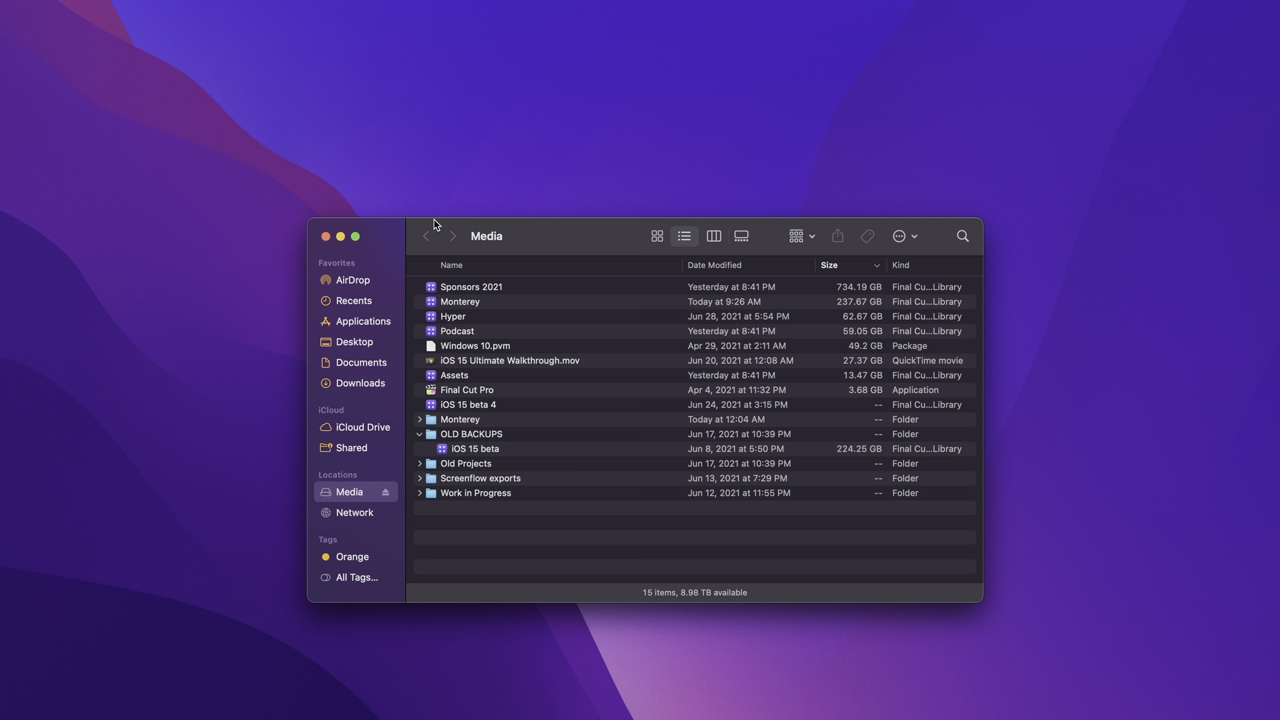 Media
Favorites
AirDrop
Recents
Applications
Desktop
Documents
Downloads
iCloud
iCloud Drive
Shared
Locations
Media
Network
Tags
Orange
All Tags...
Name Date Modified Size Kind
Sponsors 2021 Yesterday at 8:41 PM 734.19 GB Final Cu...Library
Monterey Today at 9:26 AM 237.67 GB Final Cu...Library
Hyper Jun 28, 2021 at 5:54 PM 62.67 GB Final Cu...Library
Podcast Yesterday at 8:41 PM 59.05 GB Final Cu...Library
Windows 10.pvm Apr 29, 2021 at 2:11 AM 49.2 GB Package
iOS 15 Ultimate Walkthrough.mov Jun 20, 2021 at 12:08 AM 27.37 GB QuickTime movie
Assets Yesterday at 8:41 PM 13.47 GB Final Cu...Library
Final Cut Pro Apr 4, 2021 at 11:32 PM 3.68 GB Application
iOS 15 beta 4 Jun 24, 2021 at 3:15 PM -- Final Cu...Library
Monterey Today at 12:04 AM -- Folder
OLD BACKUPS Jun 17, 2021 at 10:39 PM -- Folder
iOS 15 beta Jun 8, 2021 at 5:50 PM 224.25 GB Final Cu...Library
Old Projects Jun 17, 2021 at 10:39 PM -- Folder
Screenflow exports Jun 13, 2021 at 7:29 PM -- Folder
Work in Progress Jun 12, 2021 at 11:55 PM -- Folder
15 items, 8.98 TB available